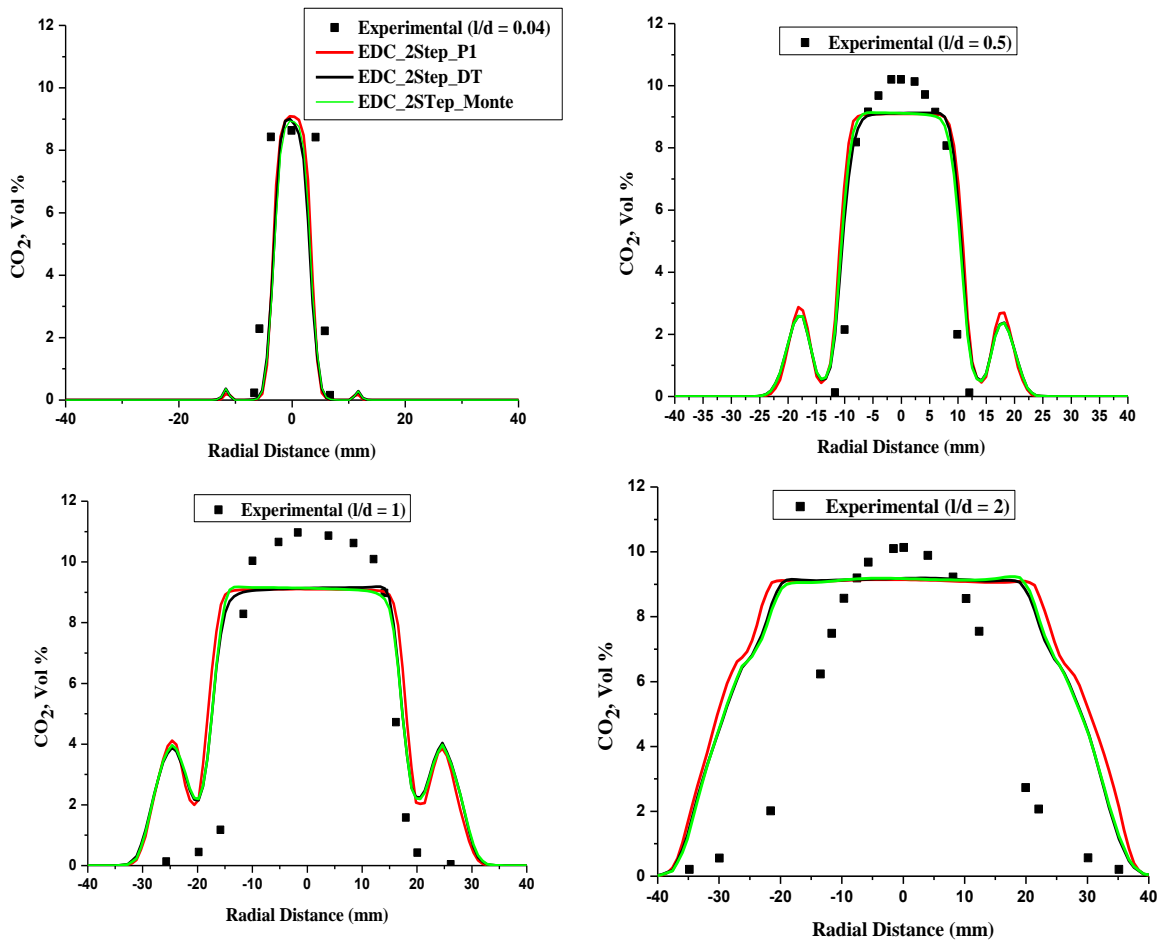 Experimental (l/d = 0.04)
EDC_2Step_P1
EDC_2Step_DT
EDC_2STep_Monte
12
10
8
6
4
2
0
CO2, Vol %
-40
-20
0
20
40
Radial Distance (mm)
Experimental (l/d = 0.5)
12
10
8
6
4
2
0
CO2, Vol %
-40 -35 -30 -25 -20 -15 -10 -5 0 5 10 15 20 25 30 35 40
Radial Distance (mm)
Experimental (l/d = 1)
12
10
8
6
4
2
0
CO2, Vol %
-40 -30 -20 -10 0 10 20 30 40
Radial Distance (mm)
Experimental (l/d = 2)
12
10
8
6
4
2
0
CO2, Vol %
-40 -30 -20 -10 0 10 20 30 40
Radial Distance (mm)